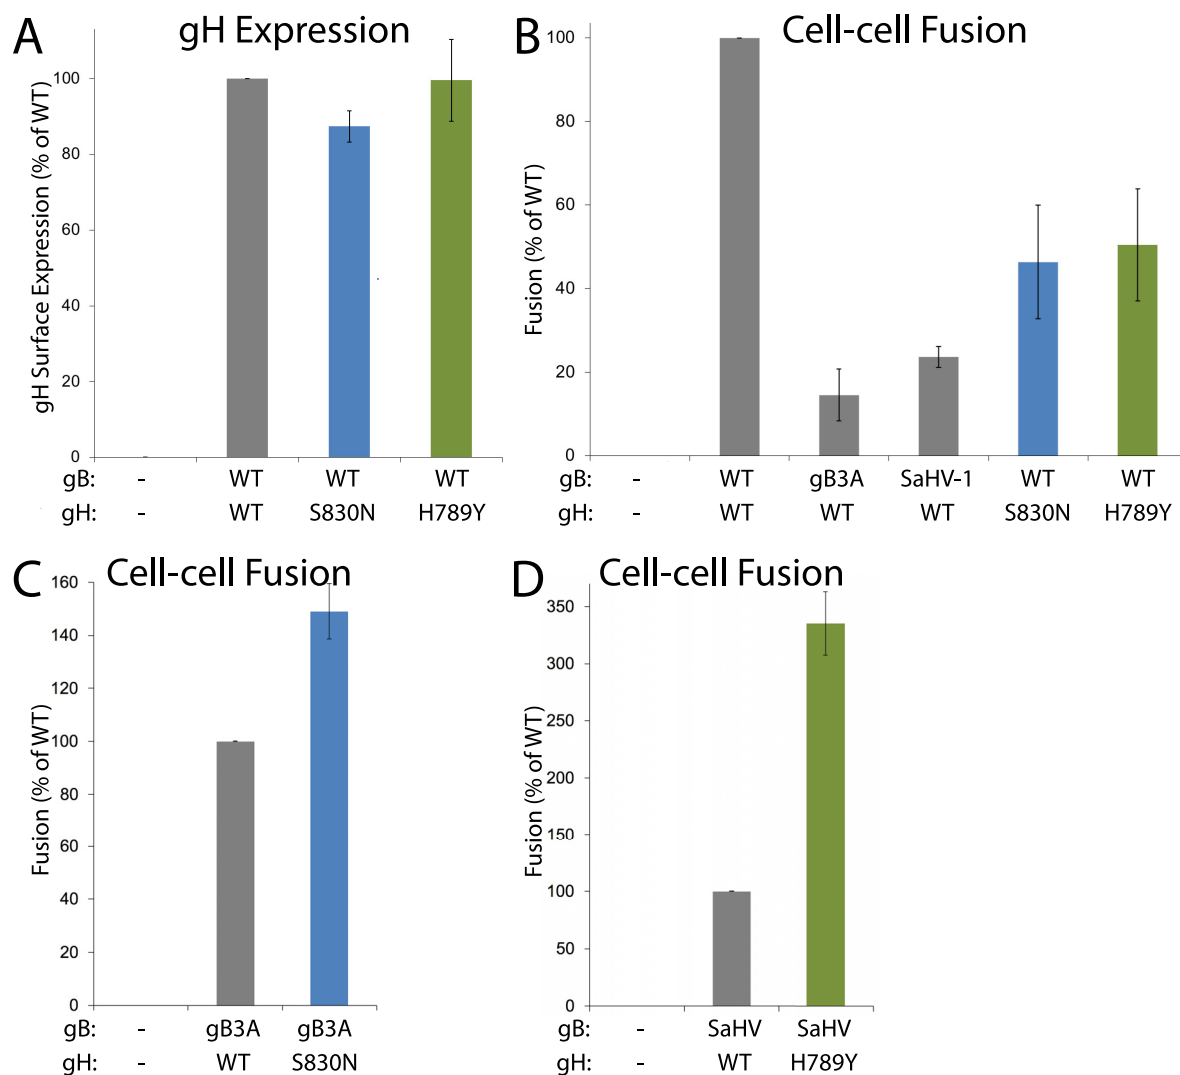 A gH Expression
gH Surface Expression (% of WT)
100
80
60
40
20
0
gB: - WT WT WT
gH: - WT S830N H789Y
B Cell-cell Fusion
Fusion (% of WT)
100
80
60
40
20
0
- WT gB3A SaHV-1 WT WT
- WT WT WT S830N H789Y
C Cell-cell Fusion
Fusion (% of WT)
160
140
120
100
80
60
40
20
0
gB: - gB3A gB3A
gH: - WT S830N
D Cell-cell Fusion
Fusion (% of WT)
350
300
250
200
150
100
50
0
gB: - SaHV SaHV
gH: - WT H789Y